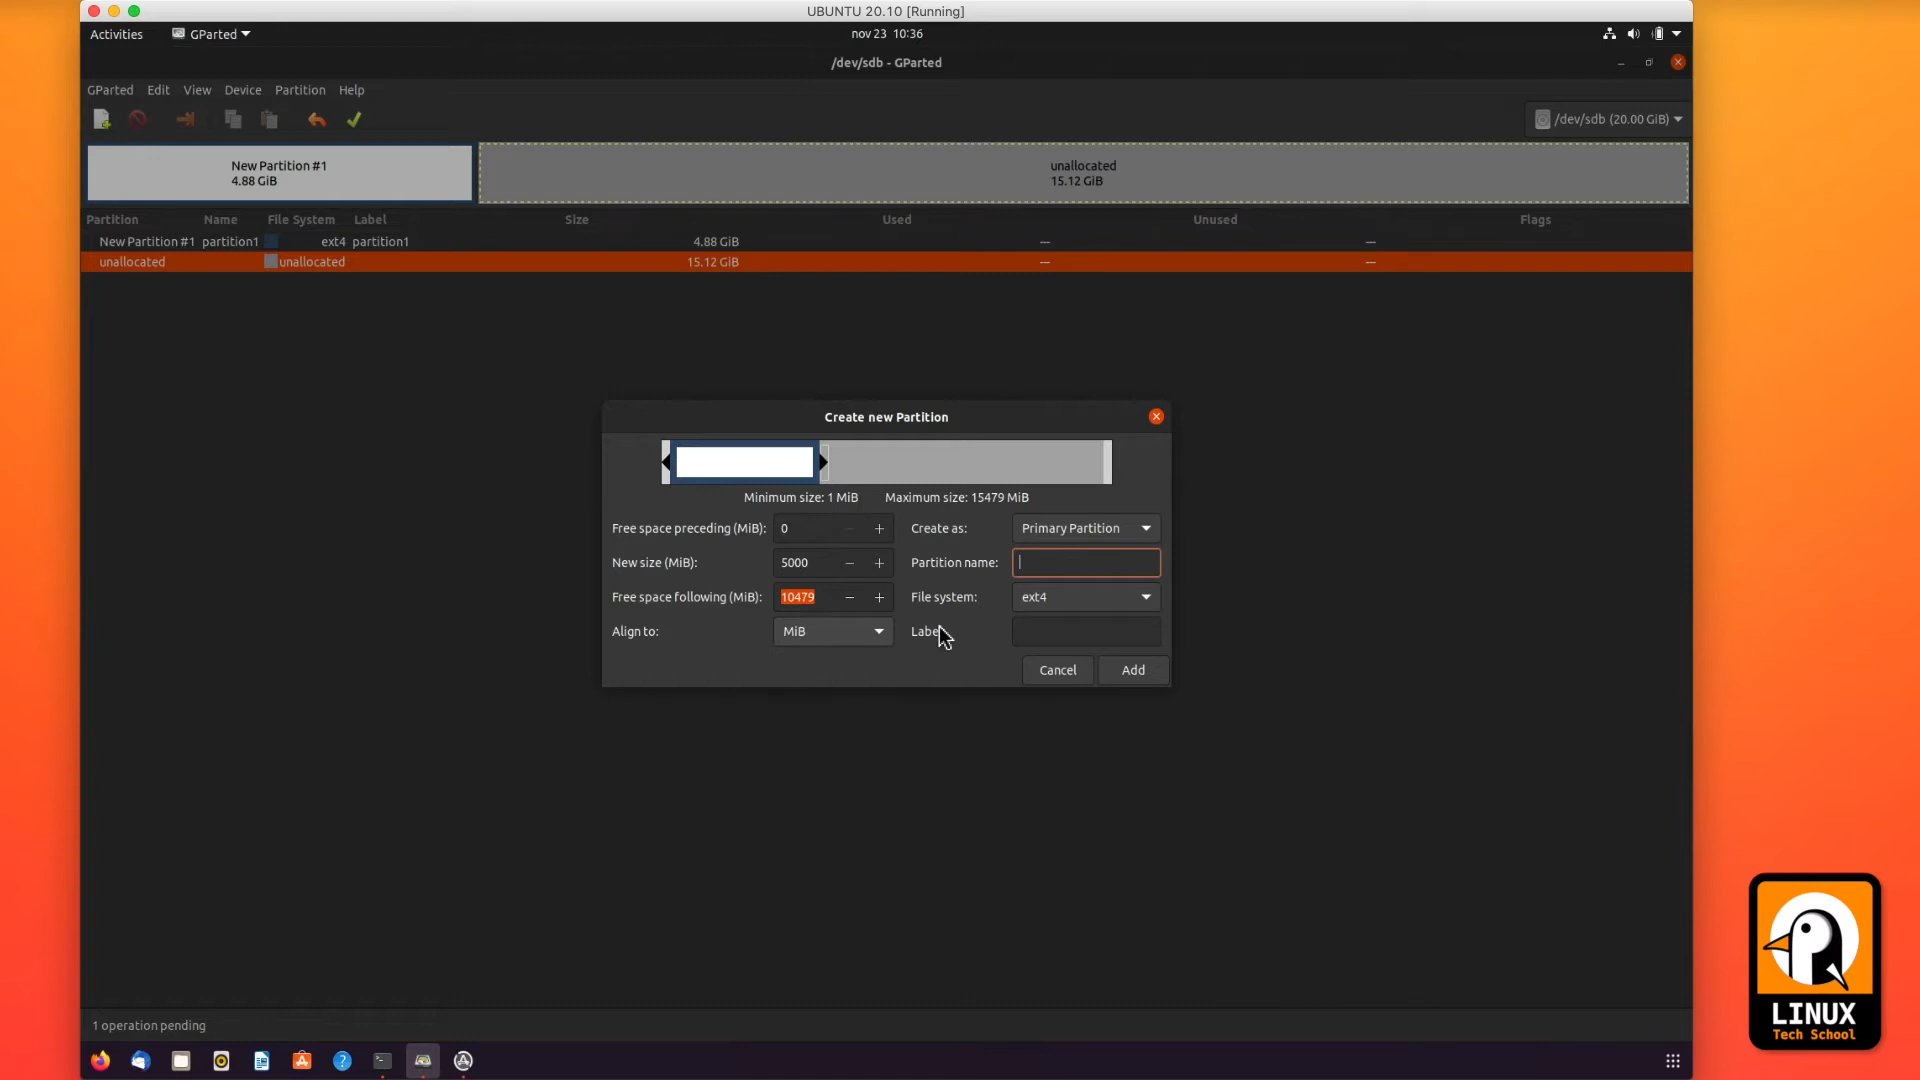 UBUNTU 20.10 [Running]
Activities GParted nov 23 10:36
/dev/sdb - GParted
GParted Edit View Device Partition Help
/dev/sdb (20.00 GiB)
New Partition #1
4.88 GiB
unallocated
15.12 GiB
Partition Name File System Label Size Used Unused Flags
New Partition #1 partition1 ext4 partition1 4.88 GiB — —
unallocated unallocated 15.12 GiB — —
Create new Partition
Minimum size: 1 MiB Maximum size: 15479 MiB
Free space preceding (MiB): 0 − + Create as: Primary Partition
New size (MiB): 5000 − + Partition name:
Free space following (MiB): 10479 − + File system: ext4
Align to: MiB Label
Cancel Add
1 operation pending
LINUX
Tech School